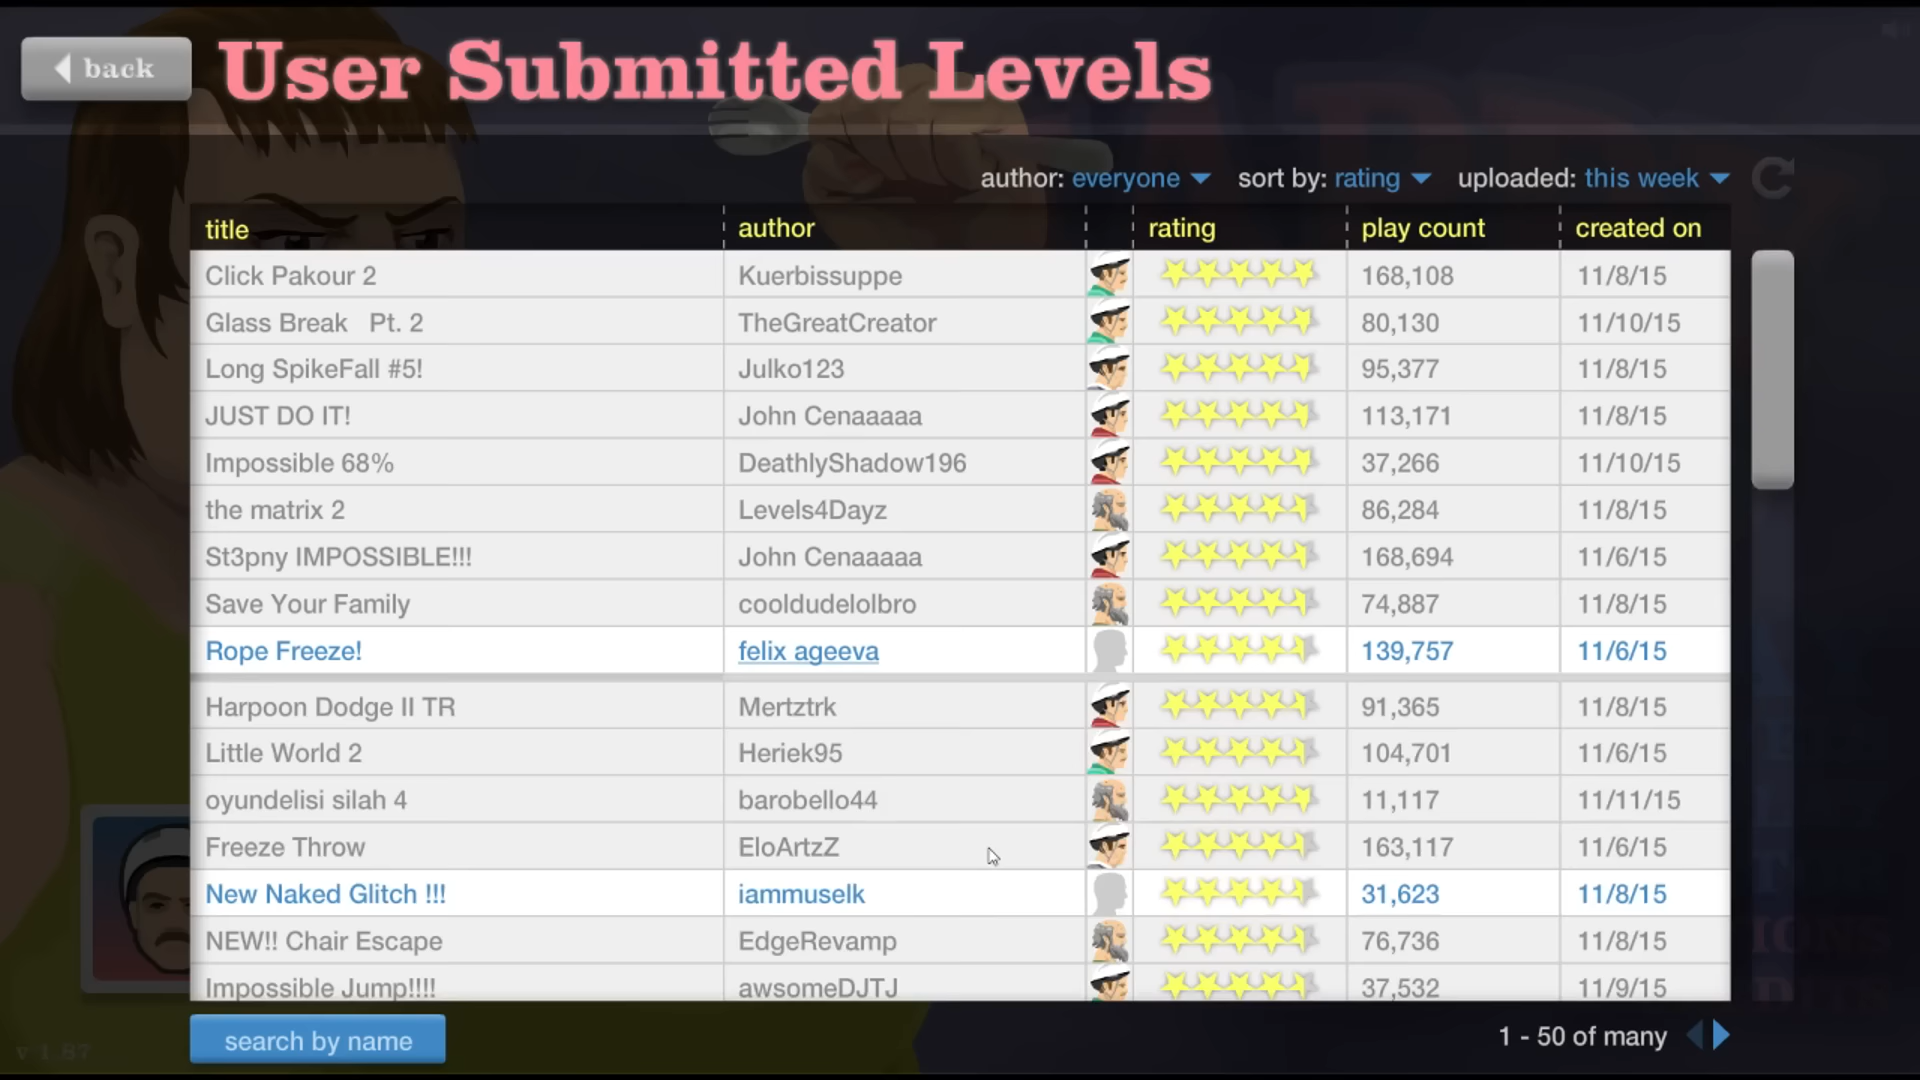 back User Submitted Levels
author: everyone sort by: rating uploaded: this week
title author rating play count created on
Click Pakour 2 Kuerbissuppe 168,108 11/8/15
Glass Break Pt. 2 TheGreatCreator 80,130 11/10/15
Long SpikeFall #5! Julko123 95,377 11/8/15
JUST DO IT! John Cenaaaaa 113,171 11/8/15
Impossible 68% DeathlyShadow196 37,266 11/10/15
the matrix 2 Levels4Dayz 86,284 11/8/15
St3pny IMPOSSIBLE!!! John Cenaaaaa 168,694 11/6/15
Save Your Family cooldudelolbro 74,887 11/8/15
Rope Freeze! felix ageeva 139,757 11/6/15
Harpoon Dodge II TR Mertztrk 91,365 11/8/15
Little World 2 Heriek95 104,701 11/6/15
oyundelisi silah 4 barobello44 11,117 11/11/15
Freeze Throw EloArtzZ 163,117 11/6/15
New Naked Glitch !!! iammuselk 31,623 11/8/15
NEW!! Chair Escape EdgeRevamp 76,736 11/8/15
Impossible Jump!!!! awsomeDJTJ 37,532 11/9/15
search by name 1 - 50 of many
v 1.87